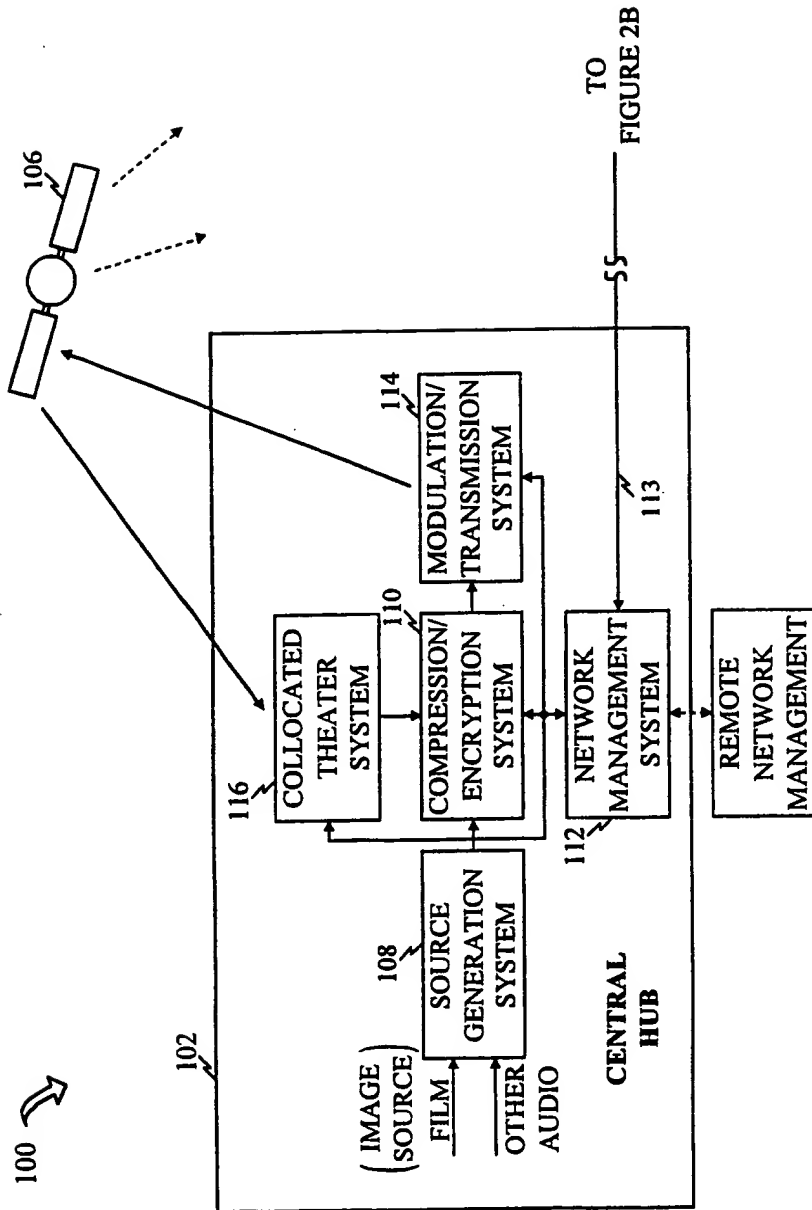 100
102
106
(IMAGE
SOURCE)
FILM
OTHER
AUDIO
108
SOURCE
GENERATION
SYSTEM
116
COLLOCATED
THEATER
SYSTEM
110
COMPRESSION/
ENCRYPTION
SYSTEM
114
MODULATION/
TRANSMISSION
SYSTEM
112
NETWORK
MANAGEMENT
SYSTEM
113
TO
FIGURE 2B
CENTRAL
HUB
REMOTE
NETWORK
MANAGEMENT